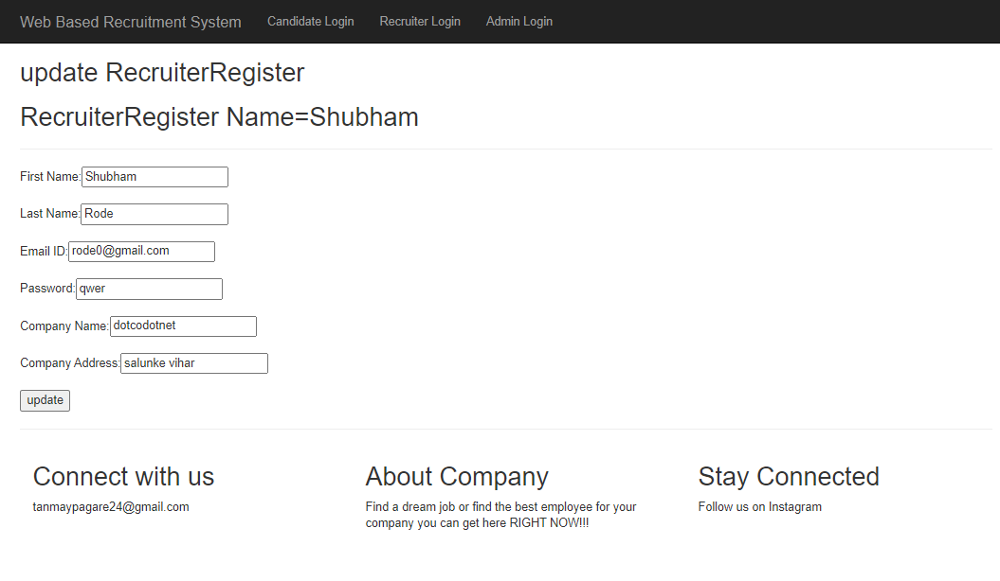 Web Based Recruitment System Candidate Login Recruiter Login Admin Login
update RecruiterRegister
RecruiterRegister Name=Shubham
First Name: Shubham
Last Name: Rode
Email ID: rode0@gmail.com
Password: qwer
Company Name: dotcodotnet
Company Address: salunke vihar
update
Connect with us
tanmaypagare24@gmail.com
About Company
Find a dream job or find the best employee for your
company you can get here RIGHT NOW!!!
Stay Connected
Follow us on Instagram